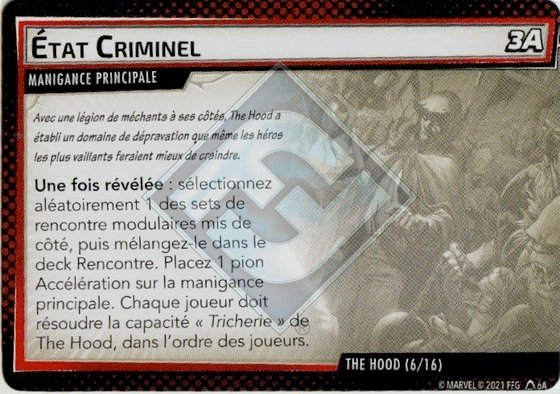 État Criminel
3A
MANIGANCE PRINCIPALE
Avec une légion de méchants à ses côtés, The Hood a
établi un domaine de dépravation que même les héros
les plus vaillants feraient mieux de craindre.
Une fois révélée : sélectionnez
aléatoirement 1 des sets de
rencontre modulaires mis de
côté, puis mélangez-le dans le
deck Rencontre. Placez 1 pion
Accélération sur la manigance
principale. Chaque joueur doit
résoudre la capacité « Tricherie » de
The Hood, dans l'ordre des joueurs.
THE HOOD (6/16)
© MARVEL © 2021 FFG 6A